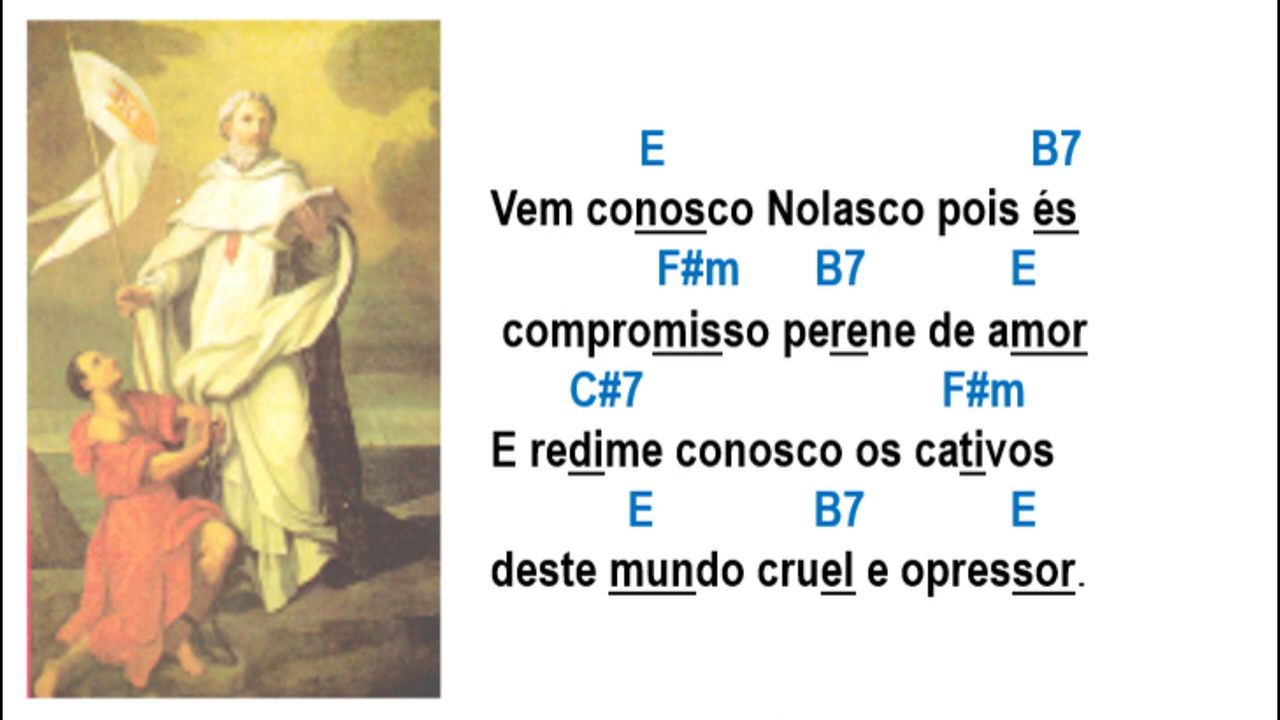 E B7
Vem conosco Nolasco pois és
F#m B7 E
compromisso perene de amor
C#7 F#m
E redime conosco os cativos
E B7 E
deste mundo cruel e opressor.